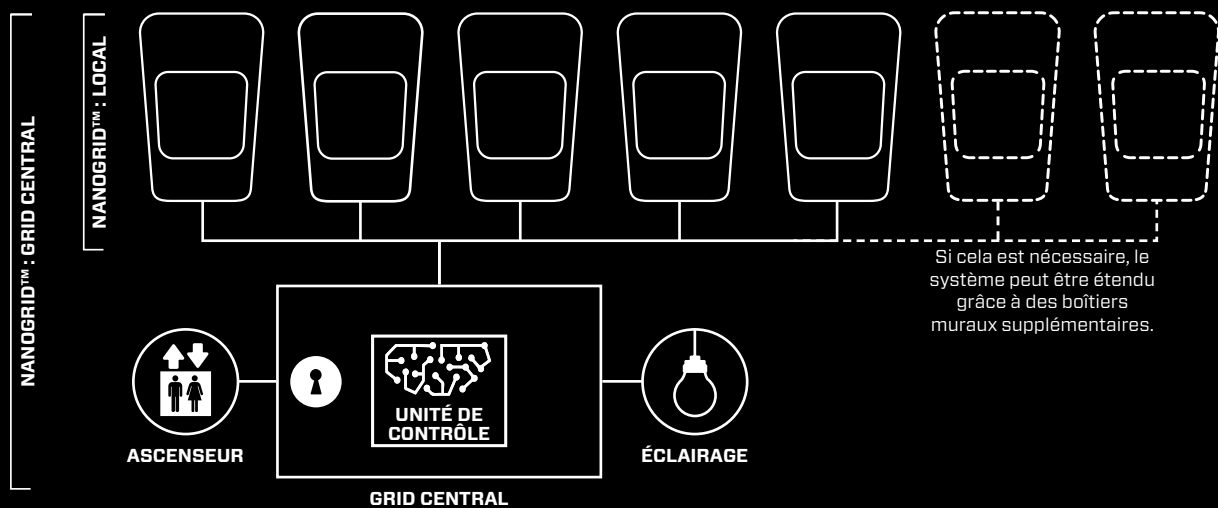 NANOGRID™ : GRID CENTRAL
NANOGRID™ : LOCAL
Si cela est nécessaire, le
système peut être étendu
grâce à des boîtiers
muraux supplémentaires.
ASCENSEUR
UNITÉ DE
CONTRÔLE
ÉCLAIRAGE
GRID CENTRAL